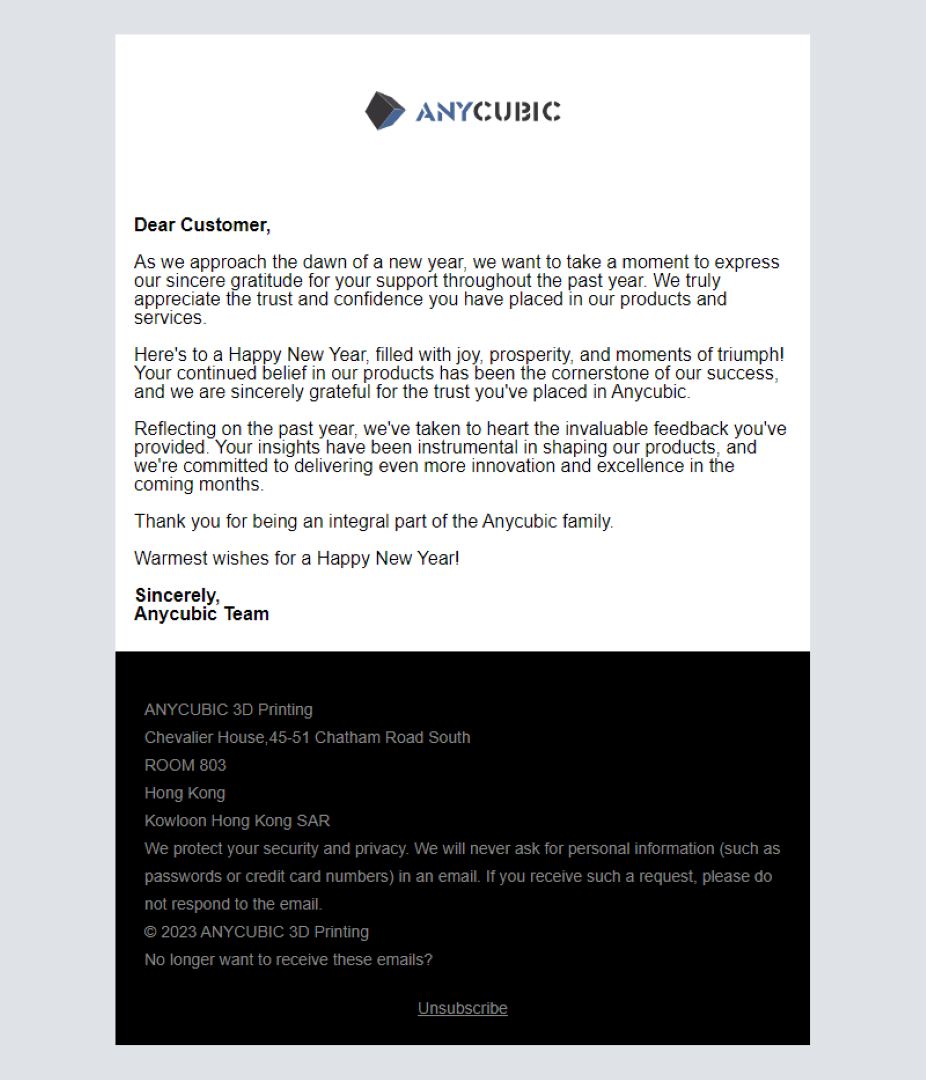 ANYCUBIC
Dear Customer,
As we approach the dawn of a new year, we want to take a moment to express
our sincere gratitude for your support throughout the past year. We truly
appreciate the trust and confidence you have placed in our products and
services.
Here's to a Happy New Year, filled with joy, prosperity, and moments of triumph!
Your continued belief in our products has been the cornerstone of our success,
and we are sincerely grateful for the trust you've placed in Anycubic.
Reflecting on the past year, we've taken to heart the invaluable feedback you've
provided. Your insights have been instrumental in shaping our products, and
we're committed to delivering even more innovation and excellence in the
coming months.
Thank you for being an integral part of the Anycubic family.
Warmest wishes for a Happy New Year!
Sincerely,
Anycubic Team
ANYCUBIC 3D Printing
Chevalier House,45-51 Chatham Road South
ROOM 803
Hong Kong
Kowloon Hong Kong SAR
We protect your security and privacy. We will never ask for personal information (such as
passwords or credit card numbers) in an email. If you receive such a request, please do
not respond to the email.
© 2023 ANYCUBIC 3D Printing
No longer want to receive these emails?
Unsubscribe